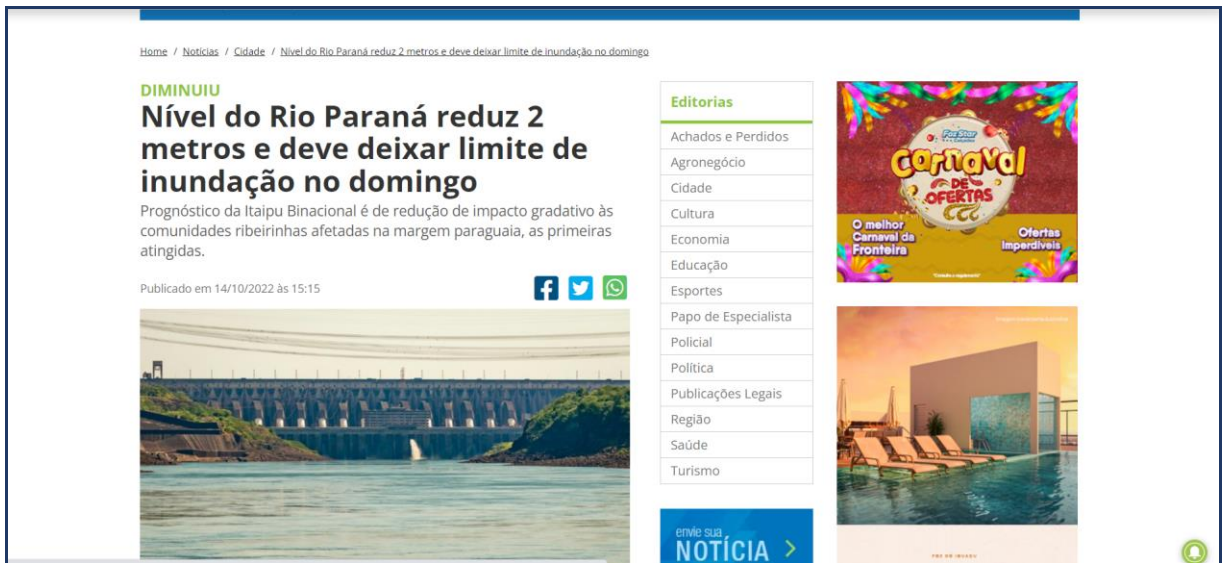 Home / Notícias / Cidade / Nível do Rio Paraná reduz 2 metros e deve deixar limite de inundação no domingo
DIMINUIU
Nível do Rio Paraná reduz 2
metros e deve deixar limite de
inundação no domingo
Prognóstico da Itaipu Binacional é de redução de impacto gradativo às
comunidades ribeirinhas afetadas na margem paraguaia, as primeiras
atingidas.
Publicado em 14/10/2022 às 15:15
Editorias
Achados e Perdidos
Agronegócio
Cidade
Cultura
Economia
Educação
Esportes
Papo de Especialista
Policial
Política
Publicações Legais
Região
Saúde
Turismo
envie sua
NOTÍCIA >
Carnaval
DE
OFERTAS
O melhor
Carnaval da
Fronteira
Ofertas
Imperdíveis